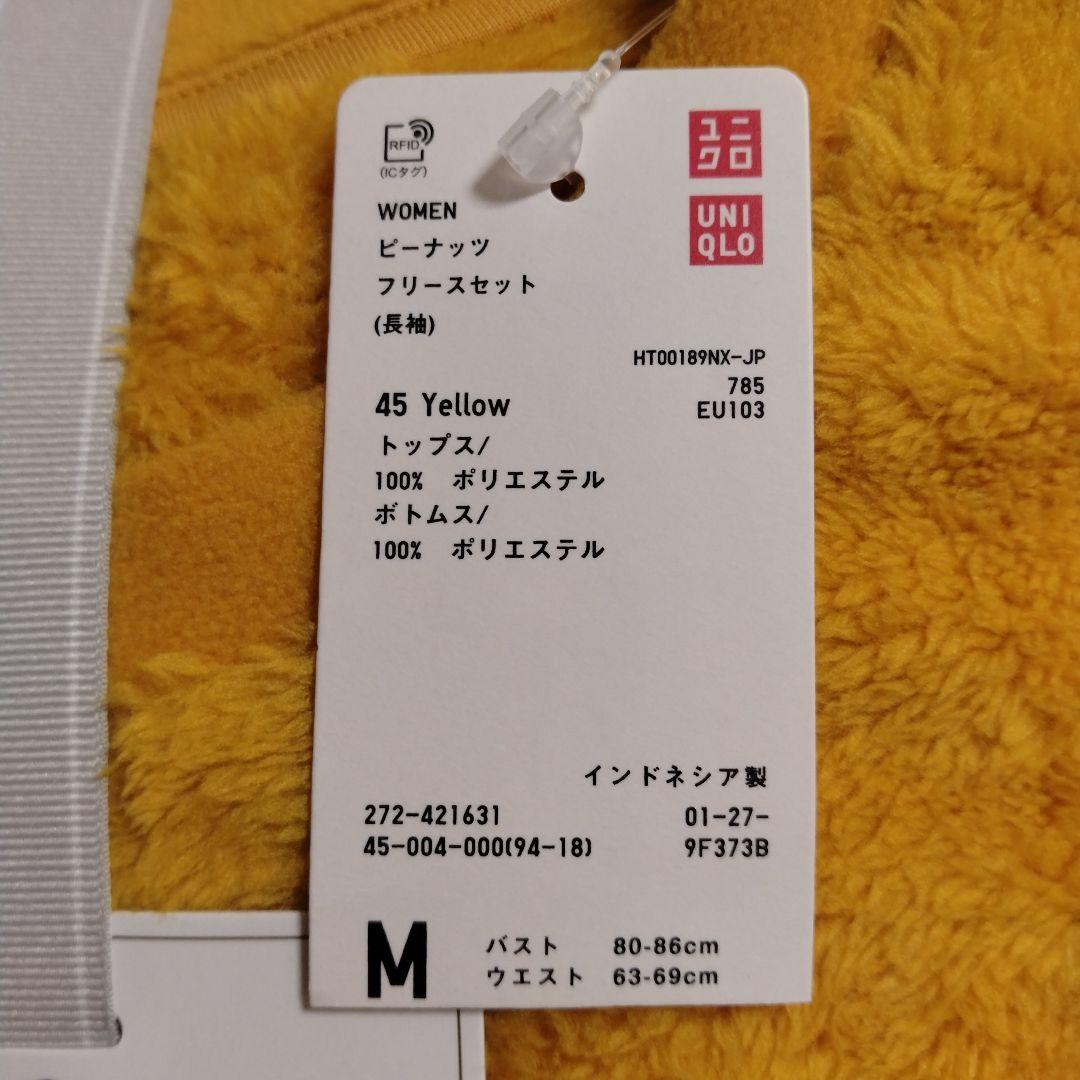 RFID
(ICタグ)
ユニ
クロ
UNI
QLO
WOMEN
ピーナッツ
フリースセット
(長袖)
HT00189NX-JP
785
EU103
45 Yellow
トップス/
100% ポリエステル
ボトムス/
100% ポリエステル
インドネシア製
272-421631 01-27-
45-004-000(94-18) 9F373B
M
バスト 80-86cm
ウエスト 63-69cm